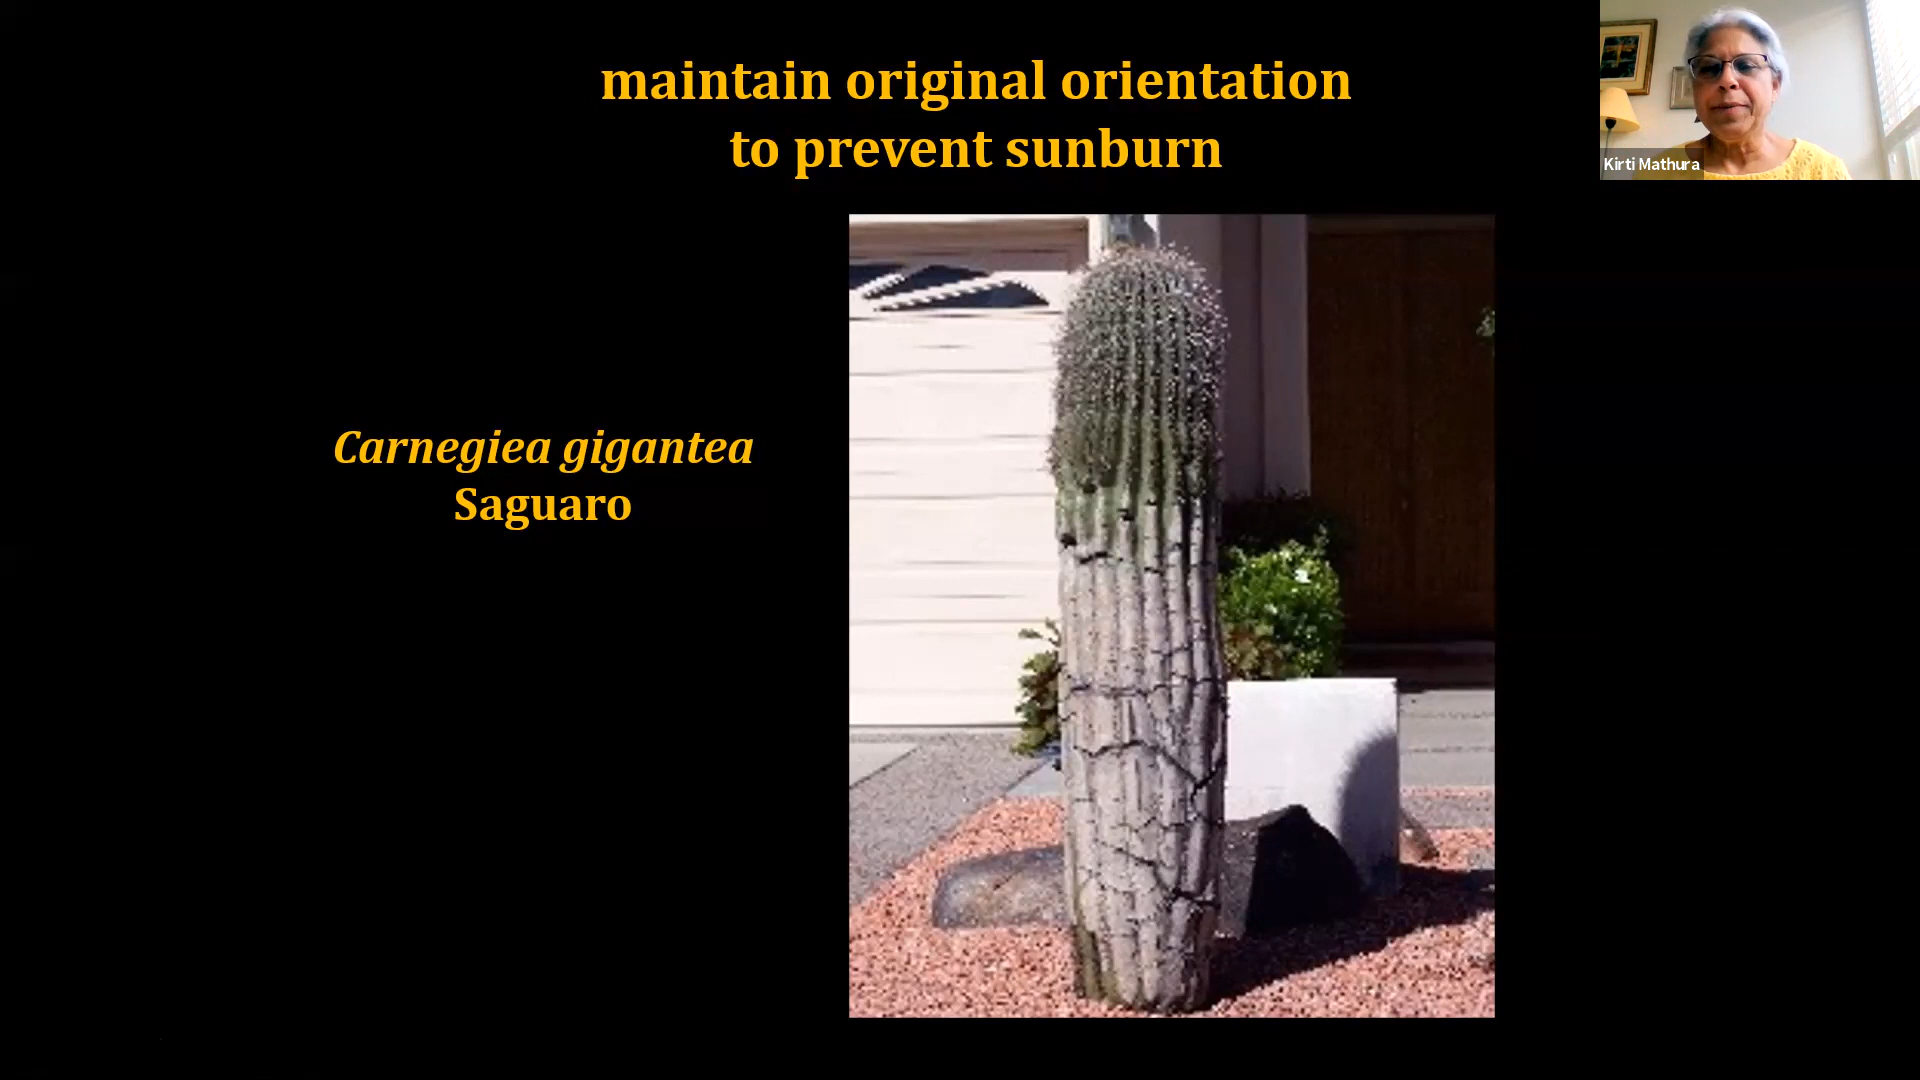 maintain original orientation
to prevent sunburn
Kirti Mathura
Carnegiea gigantea
Saguaro